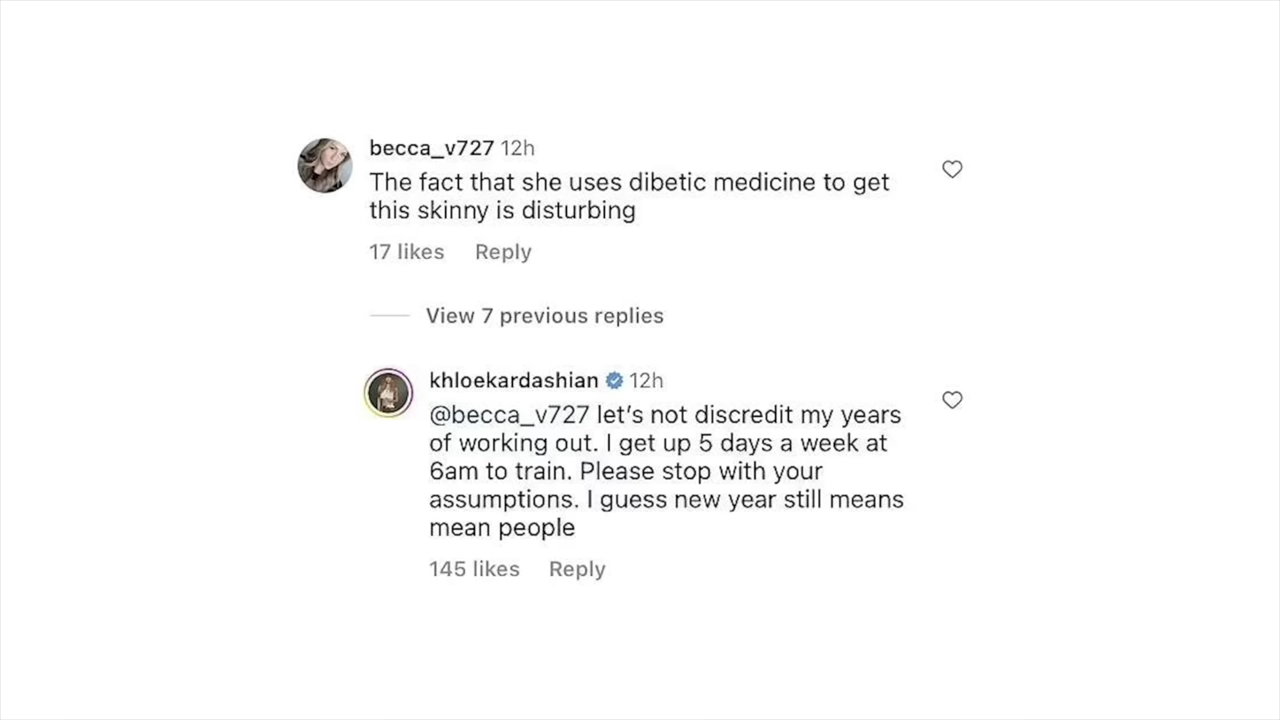 becca_v727 12h
The fact that she uses dibetic medicine to get
this skinny is disturbing
17 likes Reply
View 7 previous replies
khloekardashian 12h
@becca_v727 let’s not discredit my years
of working out. I get up 5 days a week at
6am to train. Please stop with your
assumptions. I guess new year still means
mean people
145 likes Reply